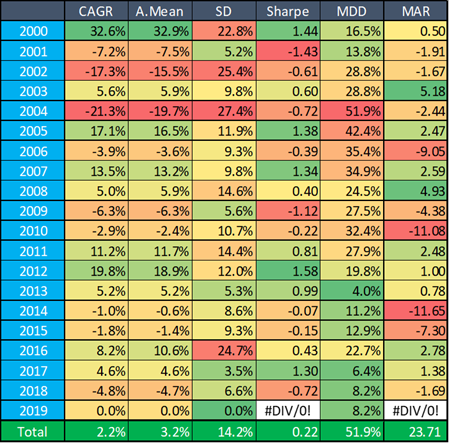 CAGR A.Mean SD Sharpe MDD MAR
2000 32.6% 32.9% 22.8% 1.44 16.5% 0.50
2001 -7.2% -7.5% 5.2% -1.43 13.8% -1.91
2002 -17.3% -15.5% 25.4% -0.61 28.8% -1.67
2003 5.6% 5.9% 9.8% 0.60 28.8% 5.18
2004 -21.3% -19.7% 27.4% -0.72 51.9% -2.44
2005 17.1% 16.5% 11.9% 1.38 42.4% 2.47
2006 -3.9% -3.6% 9.3% -0.39 35.4% -9.05
2007 13.5% 13.2% 9.8% 1.34 34.9% 2.59
2008 5.0% 5.9% 14.6% 0.40 24.5% 4.93
2009 -6.3% -6.3% 5.6% -1.12 27.5% -4.38
2010 -2.9% -2.4% 10.7% -0.22 32.4% -11.08
2011 11.2% 11.7% 14.4% 0.81 27.9% 2.48
2012 19.8% 18.9% 12.0% 1.58 19.8% 1.00
2013 5.2% 5.2% 5.3% 0.99 4.0% 0.78
2014 -1.0% -0.6% 8.6% -0.07 11.2% -11.65
2015 -1.8% -1.4% 9.3% -0.15 12.9% -7.30
2016 8.2% 10.6% 24.7% 0.43 22.7% 2.78
2017 4.6% 4.6% 3.5% 1.30 6.4% 1.38
2018 -4.8% -4.7% 6.6% -0.72 8.2% -1.69
2019 0.0% 0.0% 0.0% #DIV/0! 8.2% #DIV/0!
Total 2.2% 3.2% 14.2% 0.22 51.9% 23.71